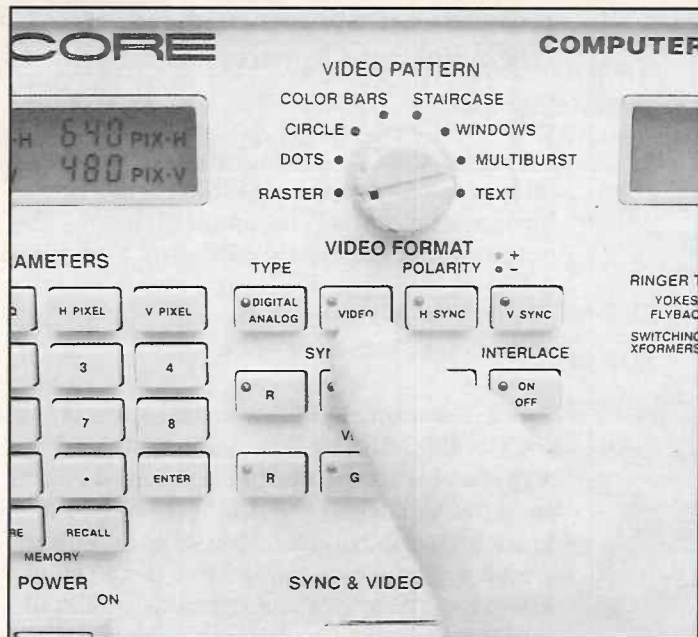 CORE
COMPUTER
VIDEO PATTERN
COLOR BARS
STAIRCASE
CIRCLE
WINDOWS
DOTS
MULTIBURST
RASTER
TEXT
-H 640 PIX-H
V 480 PIX-V
AMETERS
VIDEO FORMAT
TYPE
POLARITY
+
-
DIGITAL
ANALOG
VIDEO
H SYNC
V SYNC
H PIXEL
V PIXEL
RINGER T
YOKES
FLYBAC
SWITCHING
XFORMERS
SYN
INTERLACE
3
4
R
ON
OFF
7
8
.
ENTER
R
G
RE
RECALL
MEMORY
POWER
ON
SYNC & VIDEO